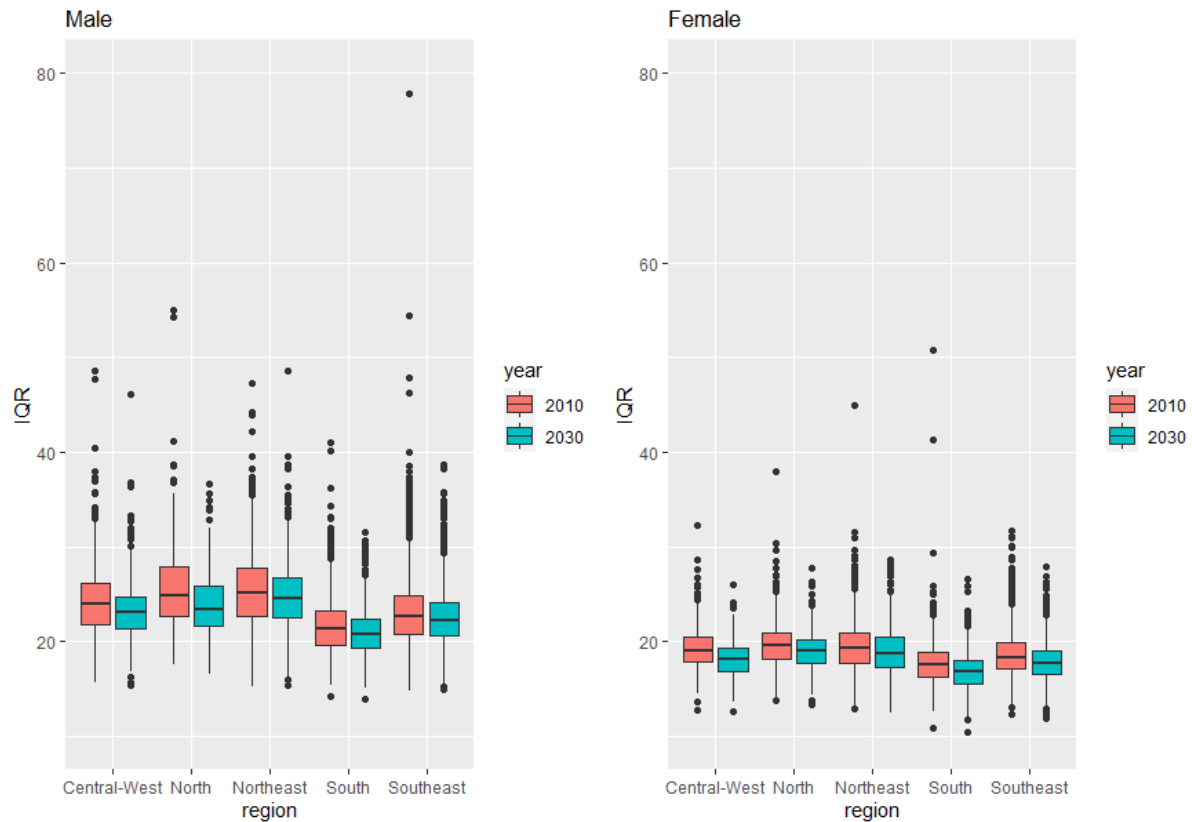 Male
80
60
40
20
IQR
Central-West North Northeast South Southeast
region
year
2010
2030
Female
80
60
40
20
IQR
Central-West North Northeast South Southeast
region
year
2010
2030